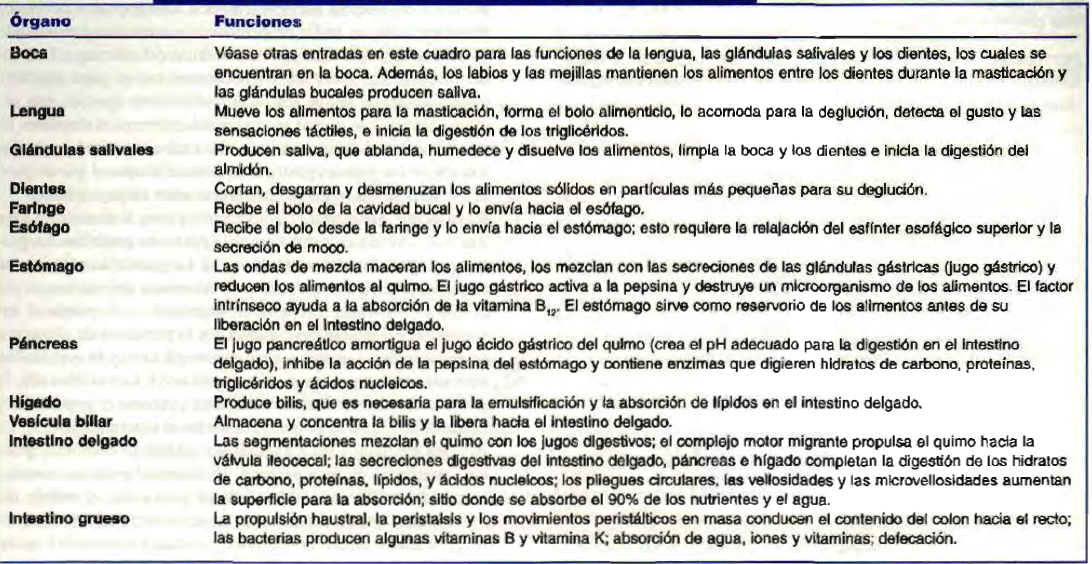 Órgano Funciones
Boca Véase otras entradas en este cuadro para las funciones de la lengua, las glándulas salivales y los dientes, los cuales se
encuentran en la boca. Además, los labios y las mejillas mantienen los alimentos entre los dientes durante la masticación y
las glándulas bucales producen saliva.
Lengua Mueve los alimentos para la masticación, forma el bolo alimenticio, lo acomoda para la deglución, detecta el gusto y las
sensaciones táctiles, e inicia la digestión de los triglicéridos.
Glándulas salivales Producen saliva, que ablanda, humedece y disuelve los alimentos, limpia la boca y los dientes e inicia la digestión del
almidón.
Dientes Cortan, desgarran y desmenuzan los alimentos sólidos en partículas más pequeñas para su deglución.
Faringe Recibe el bolo de la cavidad bucal y lo envía hacia el esófago.
Esófago Recibe el bolo desde la faringe y lo envía hacia el estómago; esto requiere la relajación del esfínter esofágico superior y la
secreción de moco.
Estómago Las ondas de mezcla maceran los alimentos, los mezclan con las secreciones de las glándulas gástricas (jugo gástrico) y
reducen los alimentos al quimo. El jugo gástrico activa a la pepsina y destruye un microorganismo de los alimentos. El factor
intrínseco ayuda a la absorción de la vitamina B₁₂. El estómago sirve como reservorio de los alimentos antes de su
liberación en el intestino delgado.
Páncreas El jugo pancreático amortigua el jugo ácido gástrico del quimo (crea el pH adecuado para la digestión en el intestino
delgado), inhibe la acción de la pepsina del estómago y contiene enzimas que digieren hidratos de carbono, proteínas,
triglicéridos y ácidos nucleicos.
Hígado Produce bilis, que es necesaria para la emulsificación y la absorción de lípidos en el intestino delgado.
Vesícula biliar Almacena y concentra la bilis y la libera hacia el intestino delgado.
Intestino delgado Las segmentaciones mezclan el quimo con los jugos digestivos; el complejo motor migrante propulsa el quimo hacia la
válvula ileocecal; las secreciones digestivas del intestino delgado, páncreas e hígado completan la digestión de los hidratos
de carbono, proteínas, lípidos, y ácidos nucleicos; los pliegues circulares, las vellosidades y las microvellosidades aumentan
la superficie para la absorción; sitio donde se absorbe el 90% de los nutrientes y el agua.
Intestino grueso La propulsión haustral, la peristalsis y los movimientos peristálticos en masa conducen el contenido del colon hacia el recto;
las bacterias producen algunas vitaminas B y vitamina K; absorción de agua, iones y vitaminas; defecación.